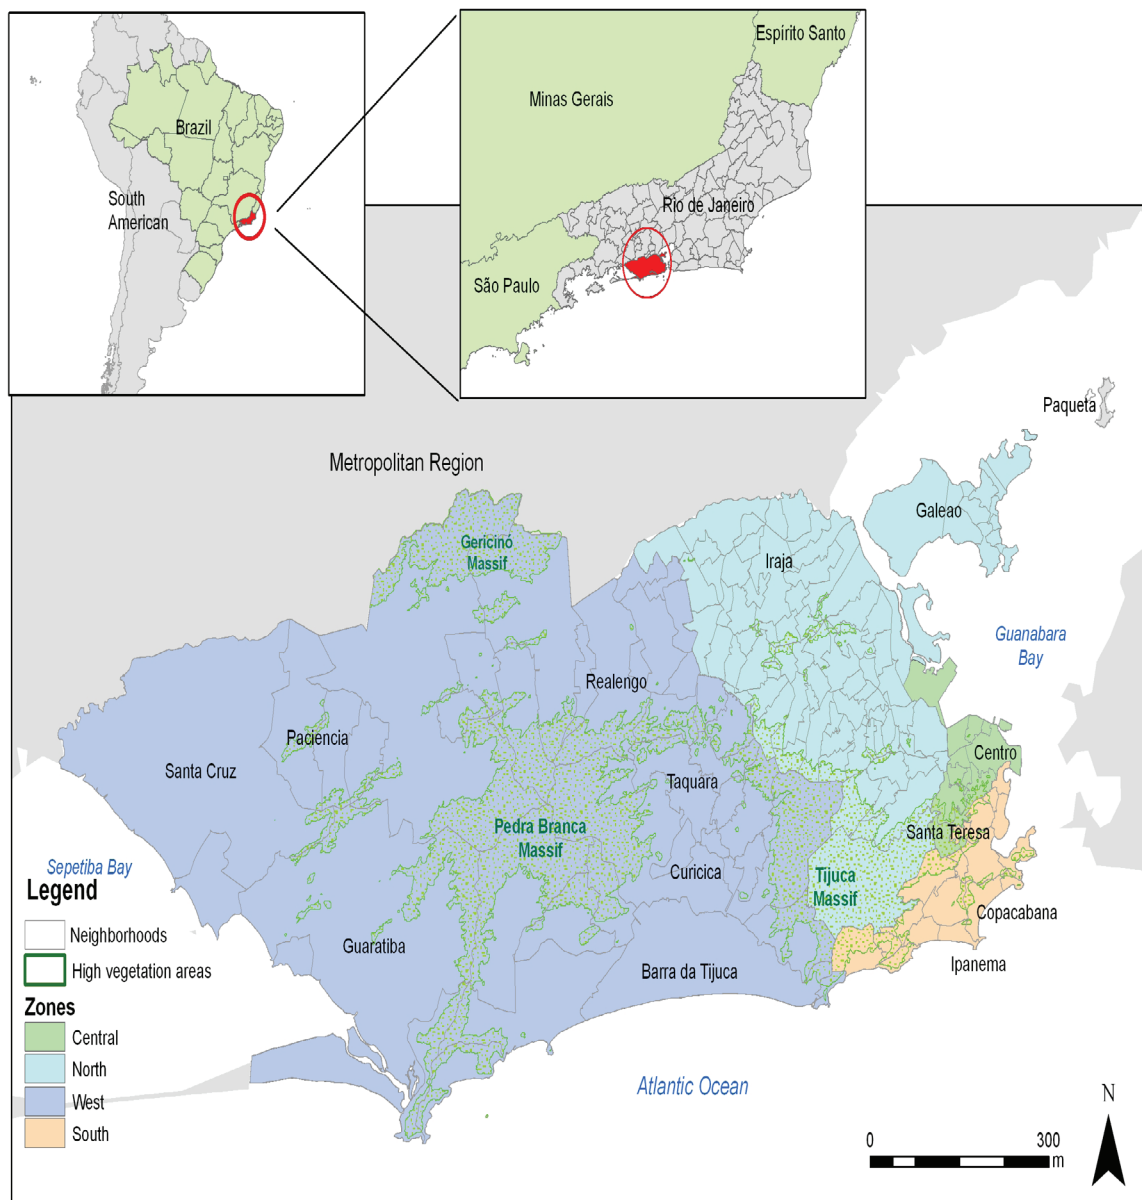 Brazil
South
American
Espírito Santo
Minas Gerais
Rio de Janeiro
São Paulo
Paqueta
Metropolitan Region
Galeao
Gericinó
Massif
Iraja
Guanabara
Bay
Realengo
Paciencia
Centro
Santa Cruz
Taquara
Pedra Branca
Massif
Santa Teresa
Sepetiba Bay
Curicica
Tijuca
Massif
Copacabana
Guaratiba
Ipanema
Barra da Tijuca
Atlantic Ocean
Legend
Neighborhoods
High vegetation areas
Zones
Central
North
West
South
N
0 300
m